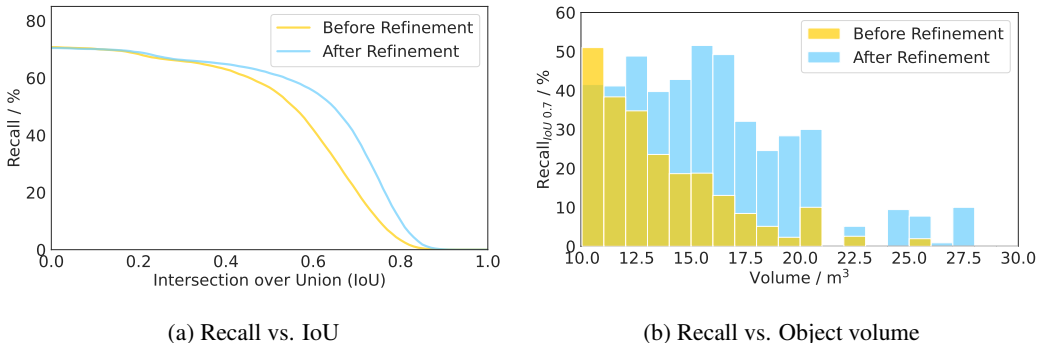 80
60
40
20
0
Recall / %
0.0 0.2 0.4 0.6 0.8 1.0
Intersection over Union (IoU)
Before Refinement
After Refinement
(a) Recall vs. IoU
60
50
40
30
20
10
0
Recall IoU 0.7 / %
10.0 12.5 15.0 17.5 20.0 22.5 25.0 27.5 30.0
Volume / m³
Before Refinement
After Refinement
(b) Recall vs. Object volume